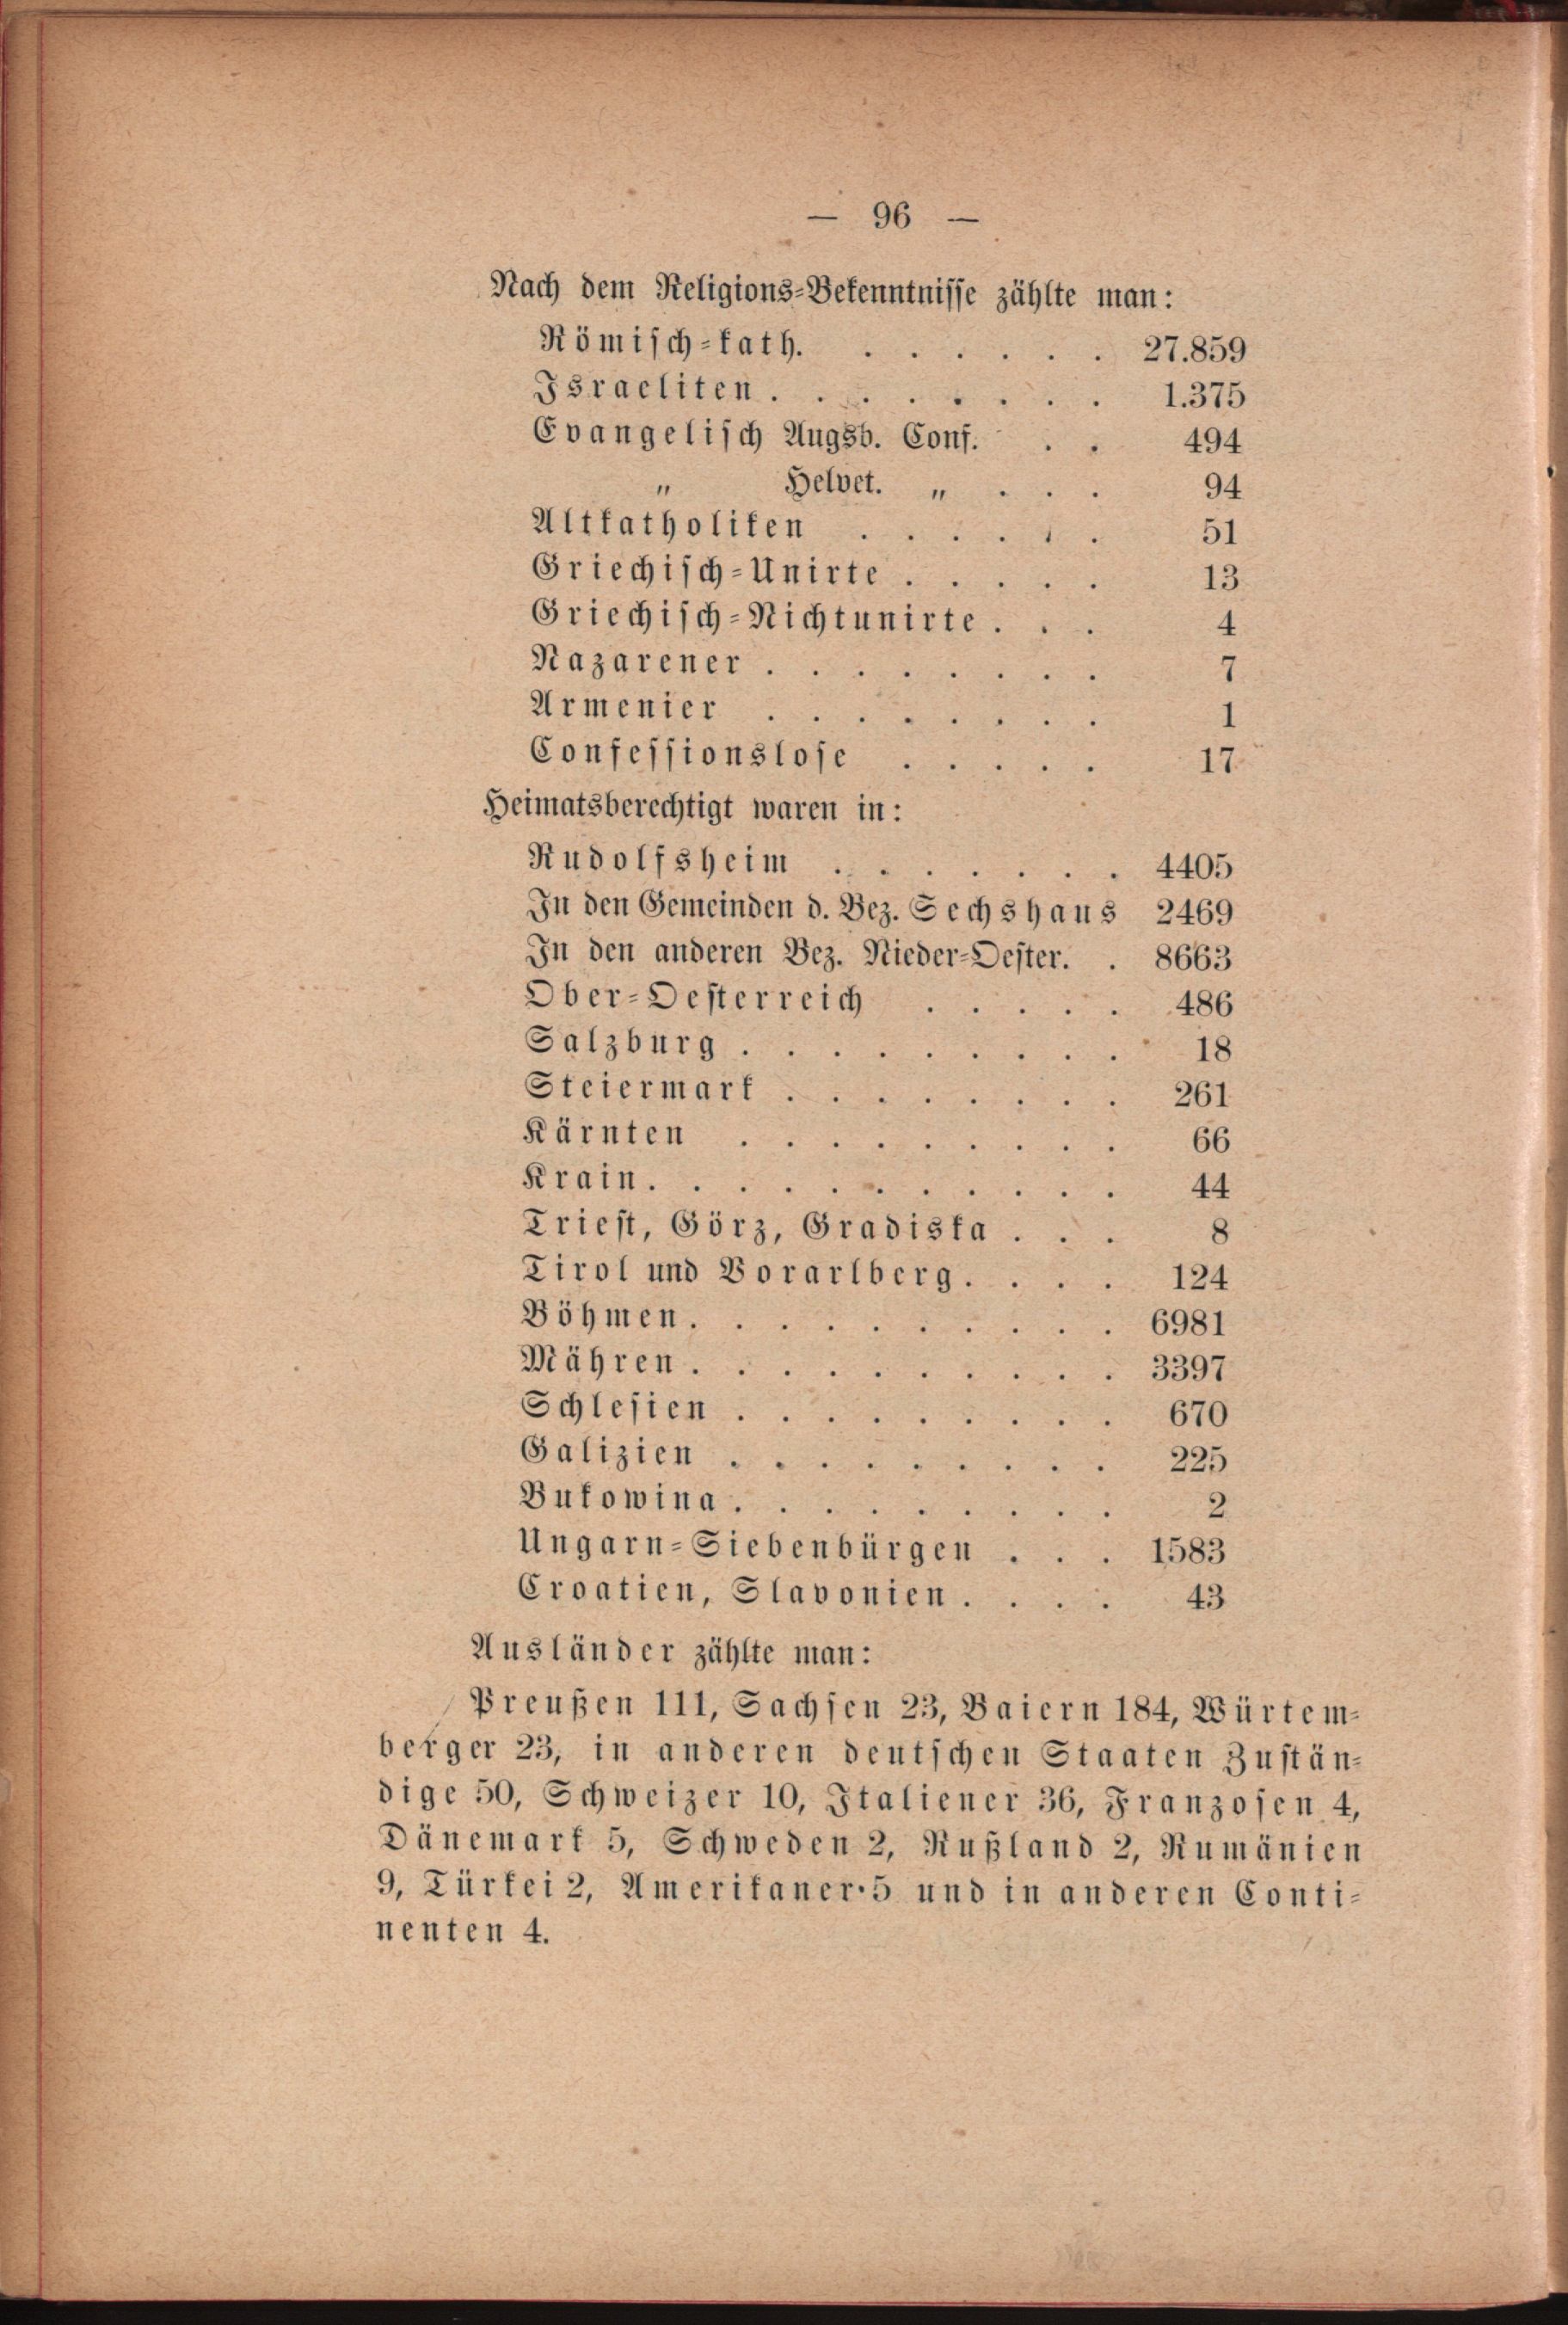 — 96 —
Nach dem Religions-Bekenntnisse zählte man:
Römisch-kath. . . . . . . 27.859
Israeliten . . . . . . . . 1.375
Evangelisch Augsb. Conf. . . 494
" Helvet. " . . . 94
Altkatholiken . . . . . . 51
Griechisch-Unirte . . . . . 13
Griechisch-Nichtunirte . . . 4
Nazarener . . . . . . . . 7
Armenier . . . . . . . . 1
Confessionslose . . . . . 17
Heimatsberechtigt waren in:
Rudolfsheim . . . . . . . 4405
In den Gemeinden d. Bez. Sechshaus 2469
In den anderen Bez. Nieder-Oester. . 8663
Ober-Oesterreich . . . . . 486
Salzburg . . . . . . . . . 18
Steiermark . . . . . . . . 261
Kärnten . . . . . . . . . 66
Krain . . . . . . . . . . . 44
Triest, Görz, Gradiska . . . 8
Tirol und Vorarlberg . . . . 124
Böhmen . . . . . . . . . . 6981
Mähren . . . . . . . . . . 3397
Schlesien . . . . . . . . . 670
Galizien . . . . . . . . . 225
Bukowina . . . . . . . . . 2
Ungarn-Siebenbürgen . . . 1583
Croatien, Slavonien . . . . 43
Ausländer zählte man:
Preußen 111, Sachsen 23, Baiern 184, Würtem-
berger 23, in anderen deutschen Staaten Zustän-
dige 50, Schweizer 10, Italiener 36, Franzosen 4,
Dänemark 5, Schweden 2, Rußland 2, Rumänien
9, Türkei 2, Amerikaner 5 und in anderen Conti-
nenten 4.